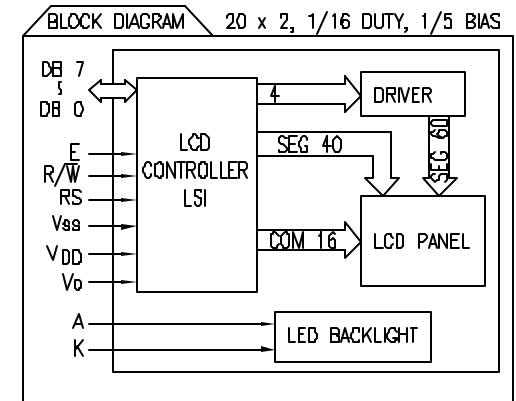 BLOCK DIAGRAM 20 x 2, 1/16 DUTY, 1/5 BIAS
DB 7
DB 0
E
R/W̅
RS
Vss
VDD
Vo
A
K
LCD
CONTROLLER
LSI
4
DRIVER
SEG 40
SEG 60
COM 16
LCD PANEL
LED BACKLIGHT